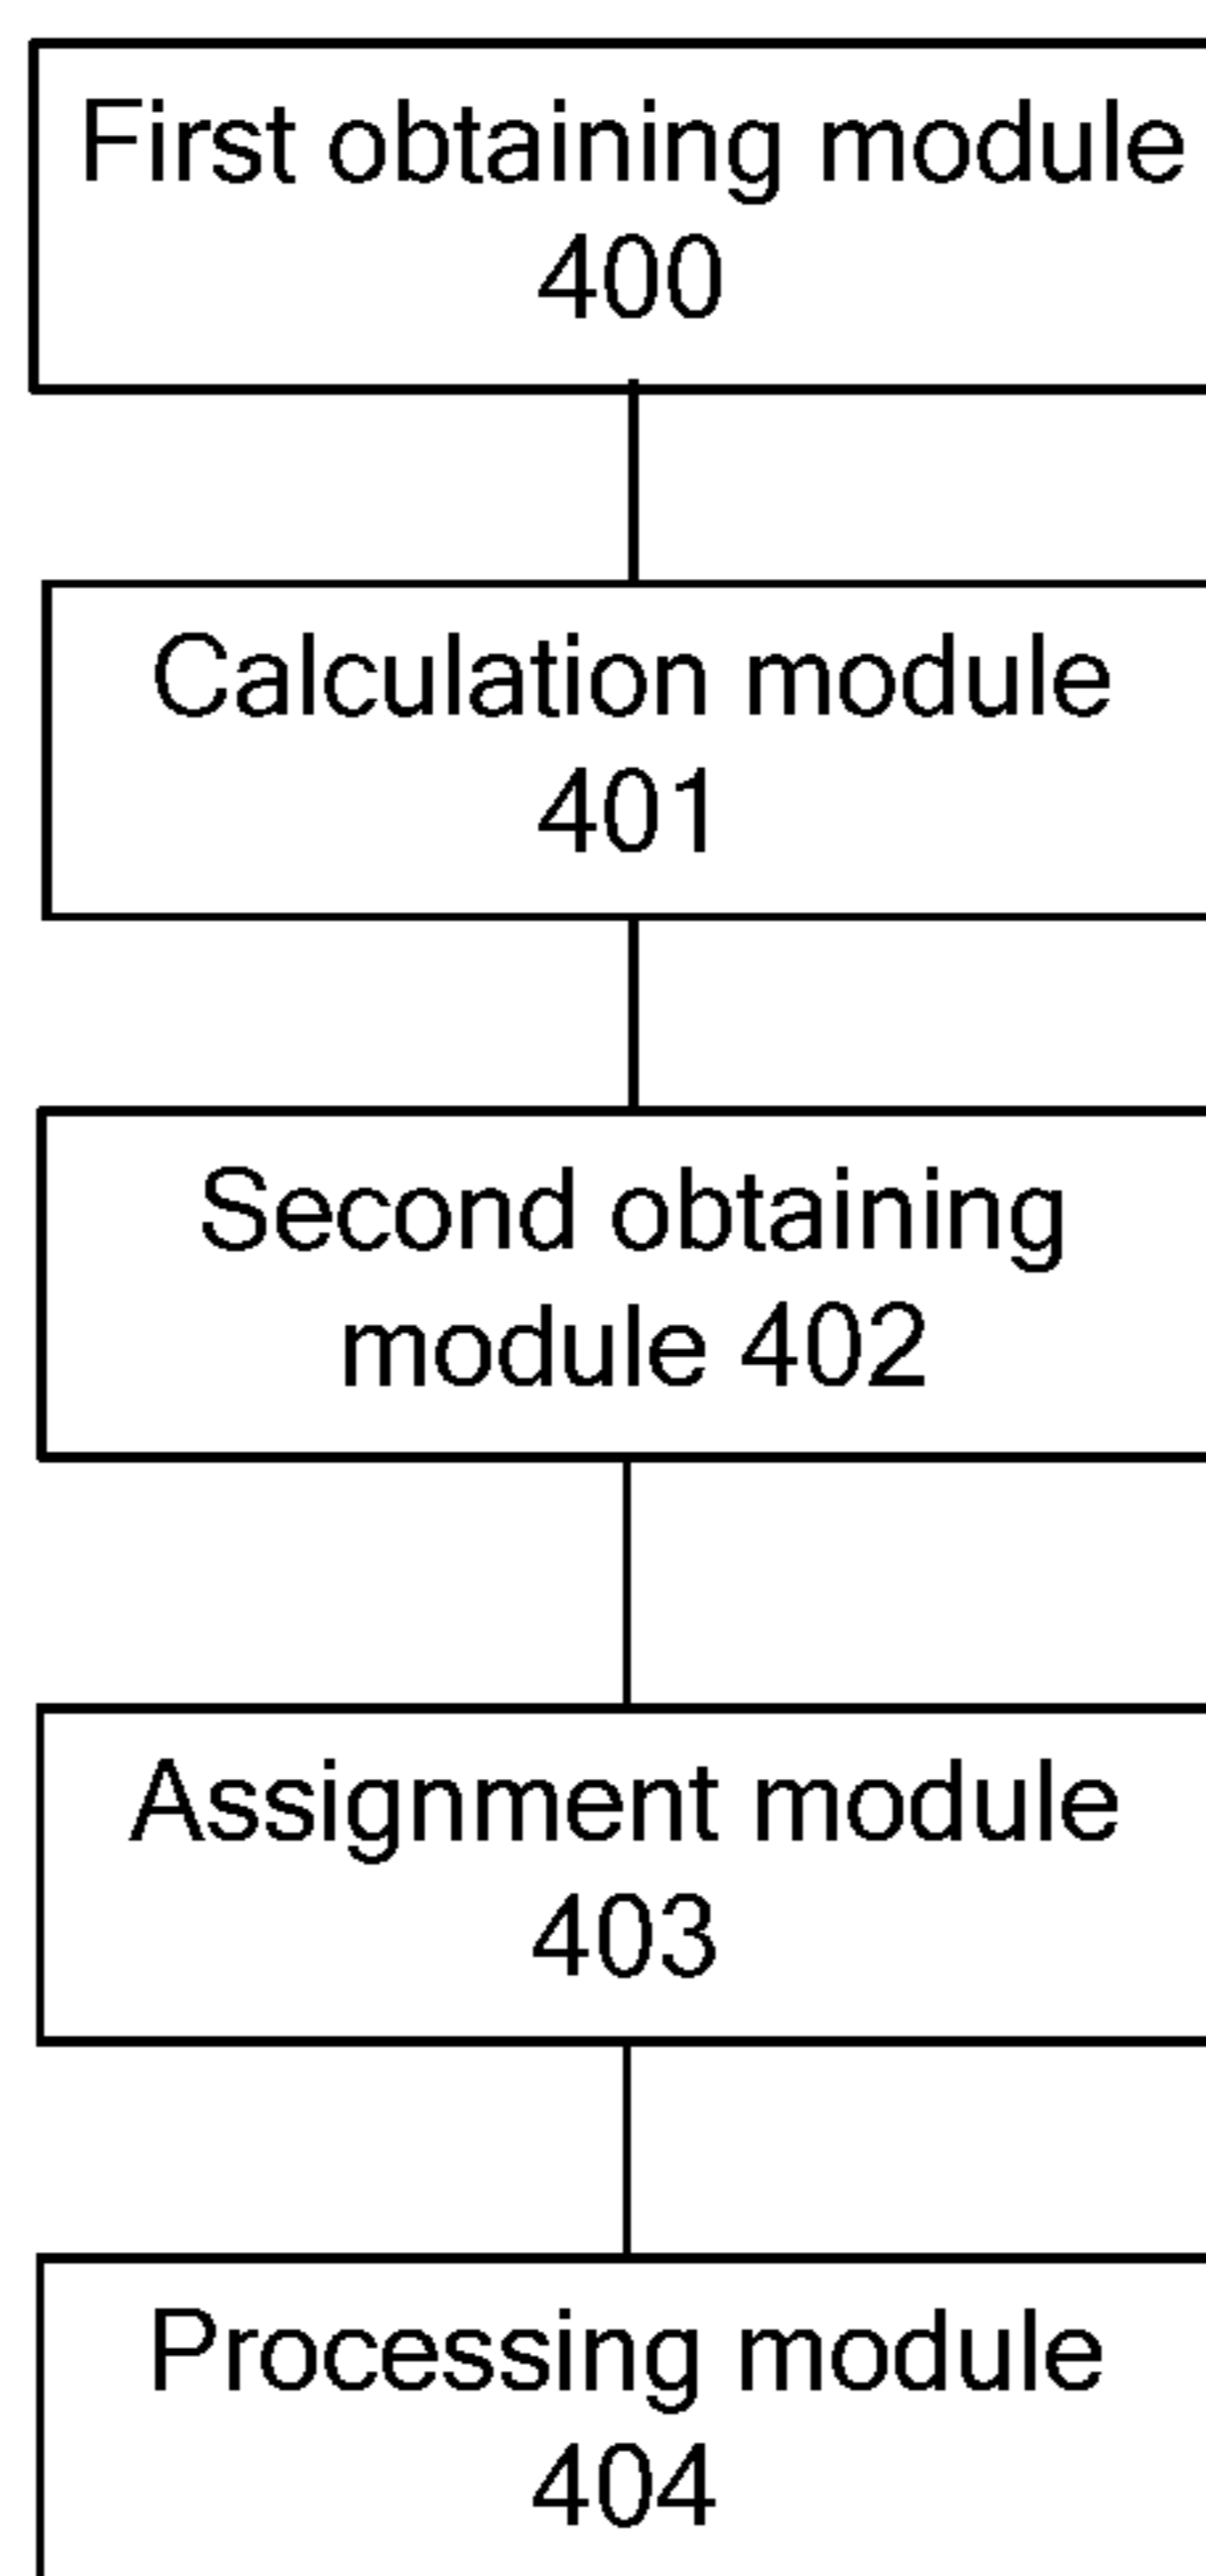 First obtaining module
400
Calculation module
401
Second obtaining
module 402
Assignment module
403
Processing module
404